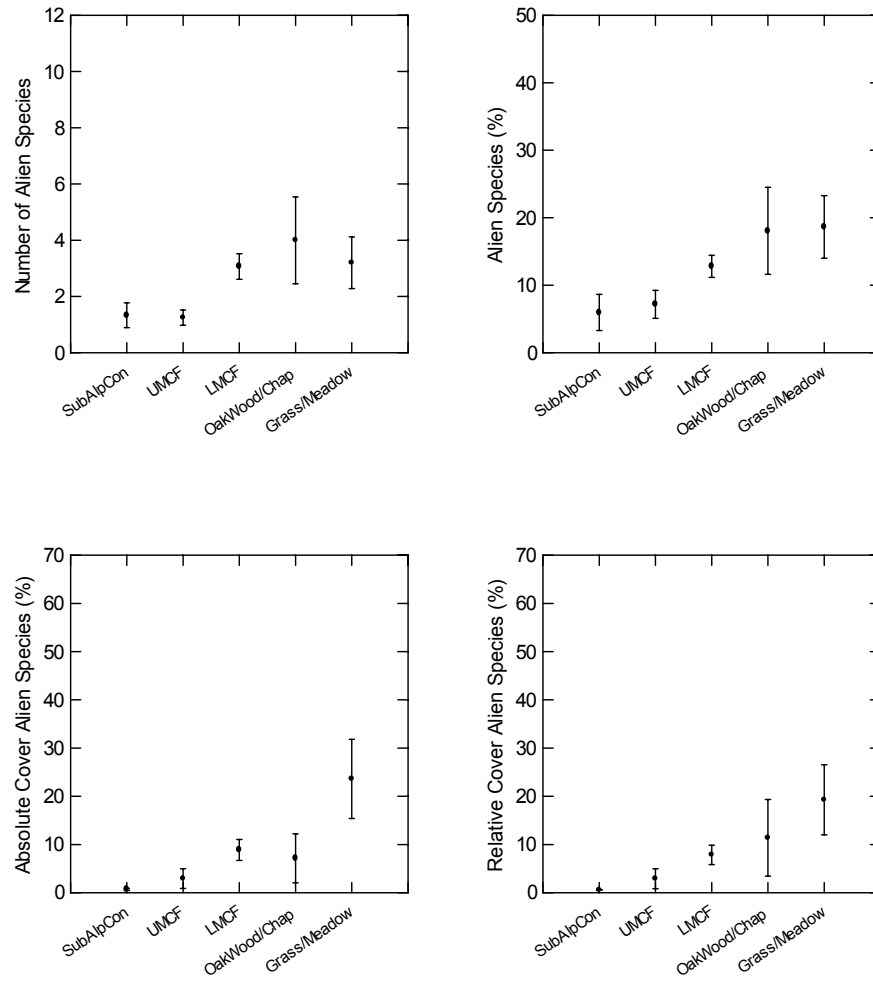 Number of Alien Species
12
10
8
6
4
2
0
SubAlpCon
UMCF
LMCF
OakWood/Chap
Grass/Meadow
Alien Species (%)
50
40
30
20
10
0
SubAlpCon
UMCF
LMCF
OakWood/Chap
Grass/Meadow
Absolute Cover Alien Species (%)
70
60
50
40
30
20
10
0
SubAlpCon
UMCF
LMCF
OakWood/Chap
Grass/Meadow
Relative Cover Alien Species (%)
70
60
50
40
30
20
10
0
SubAlpCon
UMCF
LMCF
OakWood/Chap
Grass/Meadow